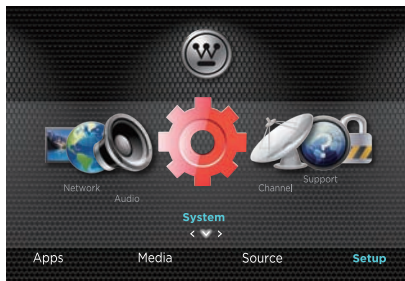 W
Network
Audio
Channel
Support
?
System
< >
Apps Media Source Setup